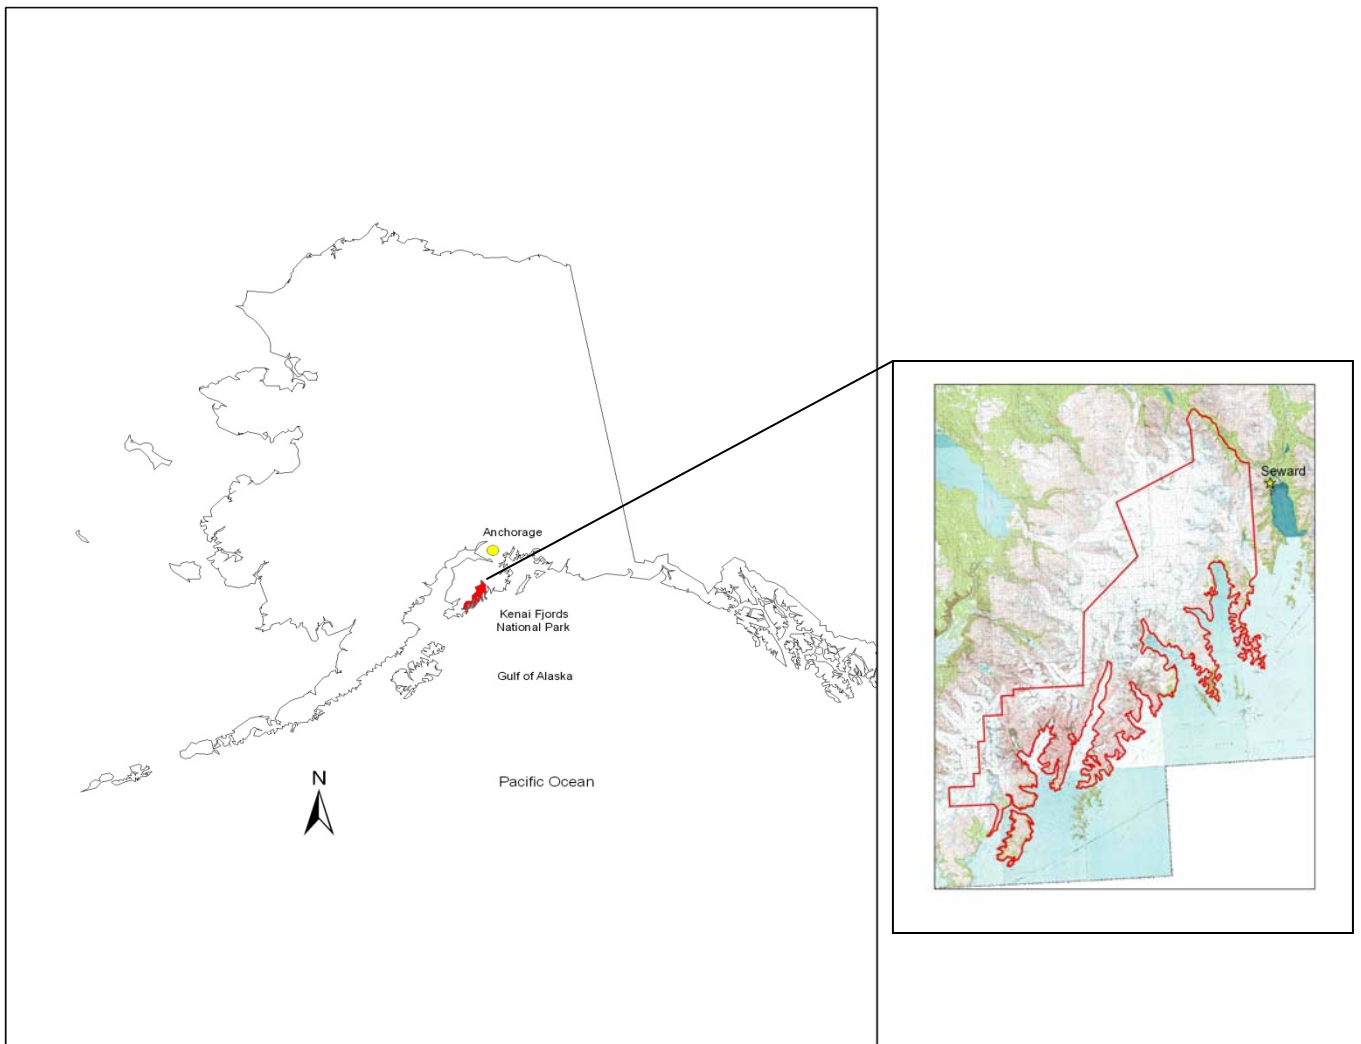 Anchorage
Kenai Fjords
National Park
Gulf of Alaska
N
Pacific Ocean
Seward